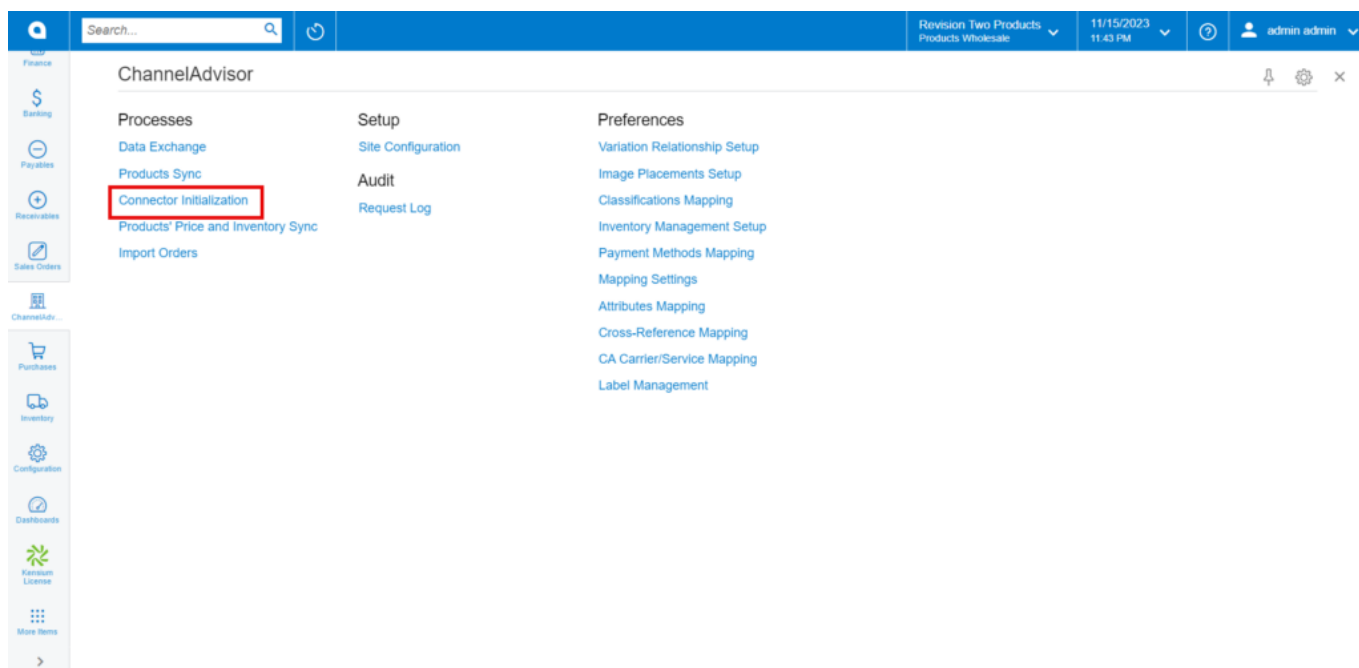 Search...
Revision Two Products
Products Wholesale
11/15/2023
11:43 PM
admin admin
Finance
Banking
Payables
Receivables
Sales Orders
ChannelAdv...
Purchases
Inventory
Configuration
Dashboards
Kensium
License
More Items
ChannelAdvisor
Processes
Data Exchange
Products Sync
Connector Initialization
Products' Price and Inventory Sync
Import Orders
Setup
Site Configuration
Audit
Request Log
Preferences
Variation Relationship Setup
Image Placements Setup
Classifications Mapping
Inventory Management Setup
Payment Methods Mapping
Mapping Settings
Attributes Mapping
Cross-Reference Mapping
CA Carrier/Service Mapping
Label Management